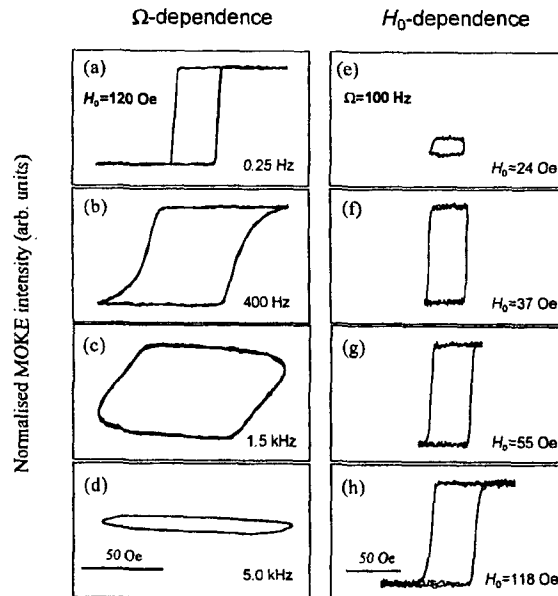 Ω-dependence
H₀-dependence
Normalised MOKE intensity (arb. units)
(a)
H₀=120 Oe
0.25 Hz
(b)
400 Hz
(c)
1.5 kHz
(d)
50 Oe
5.0 kHz
(e)
Ω=100 Hz
H₀=24 Oe
(f)
H₀=37 Oe
(g)
H₀=55 Oe
(h)
50 Oe
H₀=118 Oe